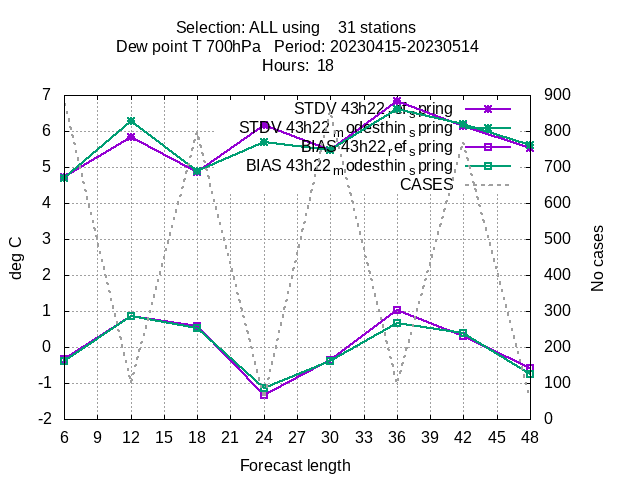 Selection: ALL using 31 stations
Dew point T 700hPa Period: 20230415-20230514
Hours: 18
7 900
STDV 43h22_ref_spring
6 800
STDV 43h22_modesthin_spring
BIAS 43h22_ref_spring
5 700
BIAS 43h22_modesthin_spring
CASES
4 600
3 500
deg C
No cases
2 400
1 300
0 200
-1 100
-2 0
6 9 12 15 18 21 24 27 30 33 36 39 42 45 48
Forecast length